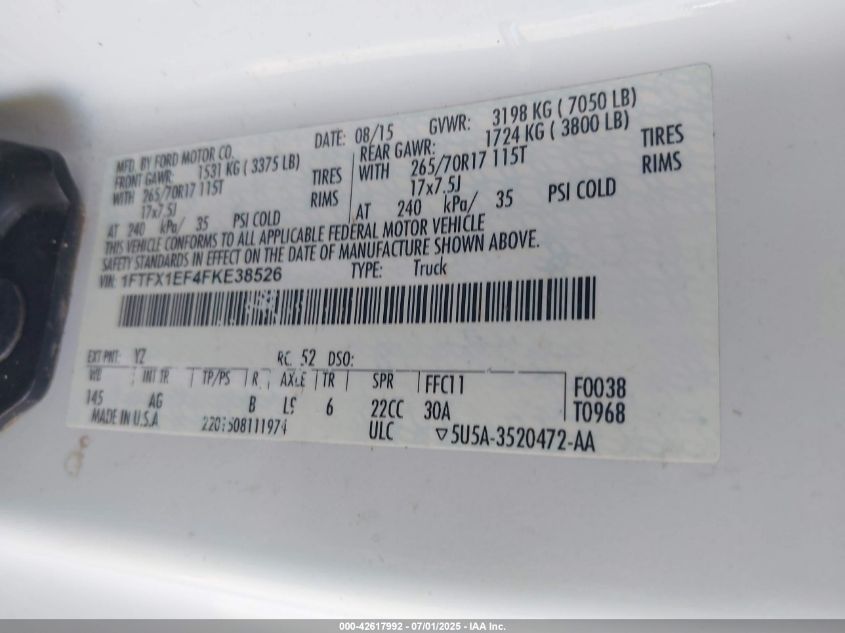 MFD. BY FORD MOTOR CO.
DATE: 08/15 GVWR: 3198 KG ( 7050 LB)
FRONT GAWR: 1531 KG ( 3375 LB) REAR GAWR: 1724 KG ( 3800 LB)
WITH 265/70R17 115T TIRES WITH 265/70R17 115T TIRES
17x7.5J RIMS 17x7.5J RIMS
AT 240 kPa/ 35 PSI COLD AT 240 kPa/ 35 PSI COLD
THIS VEHICLE CONFORMS TO ALL APPLICABLE FEDERAL MOTOR VEHICLE
SAFETY STANDARDS IN EFFECT ON THE DATE OF MANUFACTURE SHOWN ABOVE.
VIN: 1FTFX1EF4FKE38526 TYPE: Truck
EXT PNT: YZ RC: 52 DSO:
WB INT TR TP/PS R AXLE TR SPR FFC11 F0038
145 AG B L9 6 22CC 30A T0968
MADE IN U.S.A ULC
▽5U5A-3520472-AA
000-42617992 - 07/01/2025 - IAA Inc.